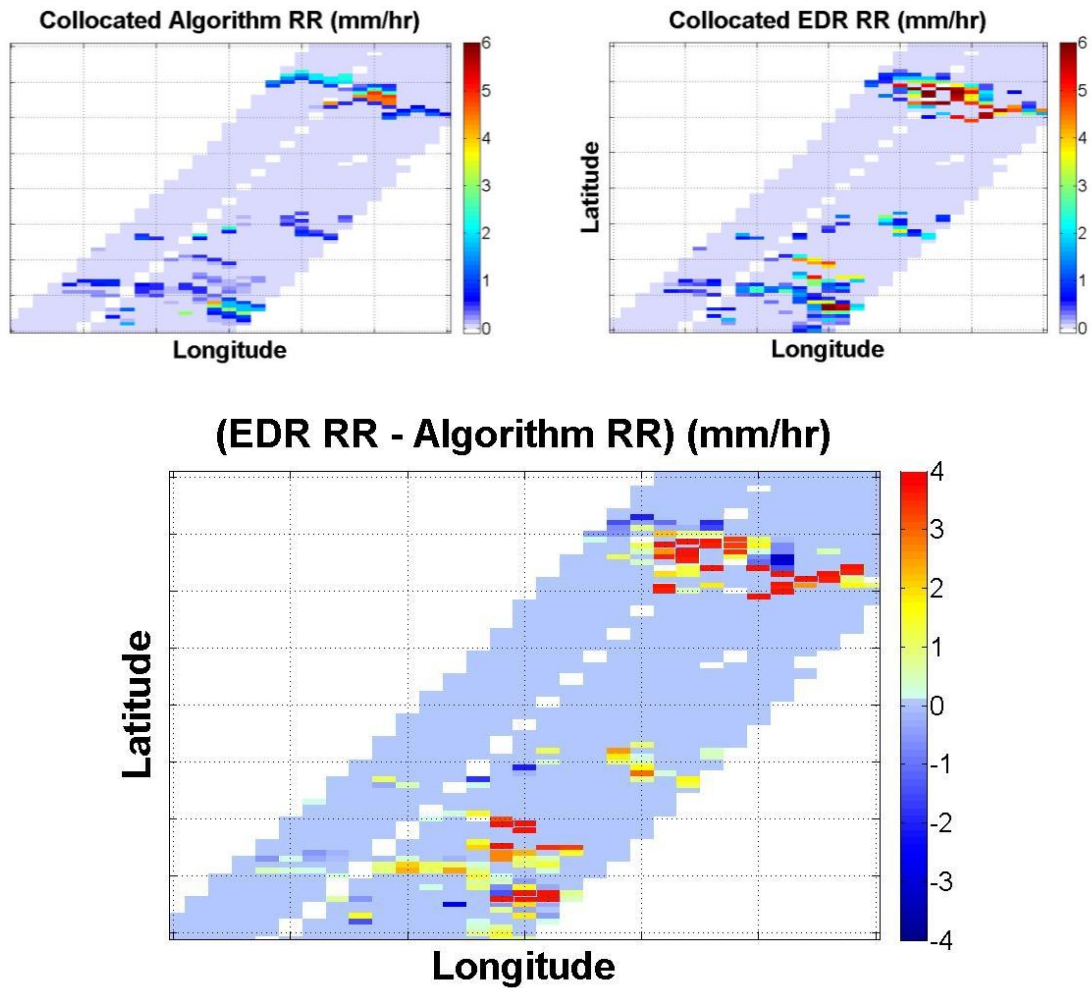 Collocated Algorithm RR (mm/hr)
6
5
4
3
2
1
0
Longitude
Collocated EDR RR (mm/hr)
6
5
4
3
2
1
0
Latitude
Longitude
(EDR RR - Algorithm RR) (mm/hr)
4
3
2
1
0
-1
-2
-3
-4
Latitude
Longitude